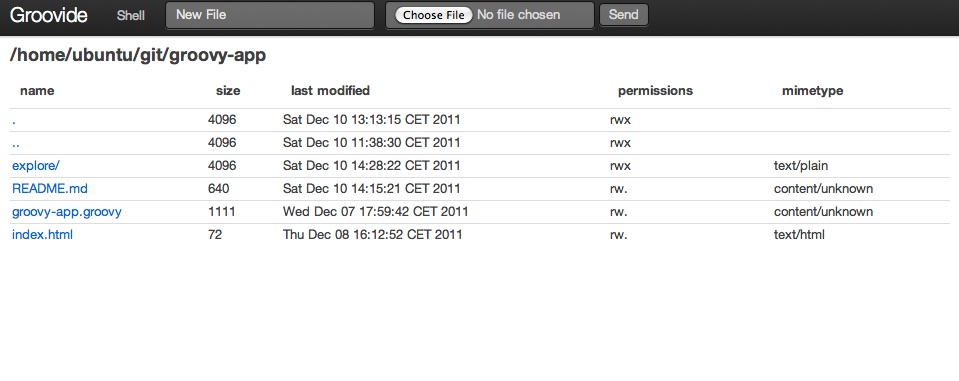 Groovide Shell New File Choose File No file chosen Send
/home/ubuntu/git/groovy-app
name size last modified permissions mimetype
. 4096 Sat Dec 10 13:13:15 CET 2011 rwx
.. 4096 Sat Dec 10 11:38:30 CET 2011 rwx
explore/ 4096 Sat Dec 10 14:28:22 CET 2011 rwx text/plain
README.md 640 Sat Dec 10 14:15:21 CET 2011 rw. content/unknown
groovy-app.groovy 1111 Wed Dec 07 17:59:42 CET 2011 rw. content/unknown
index.html 72 Thu Dec 08 16:12:52 CET 2011 rw. text/html